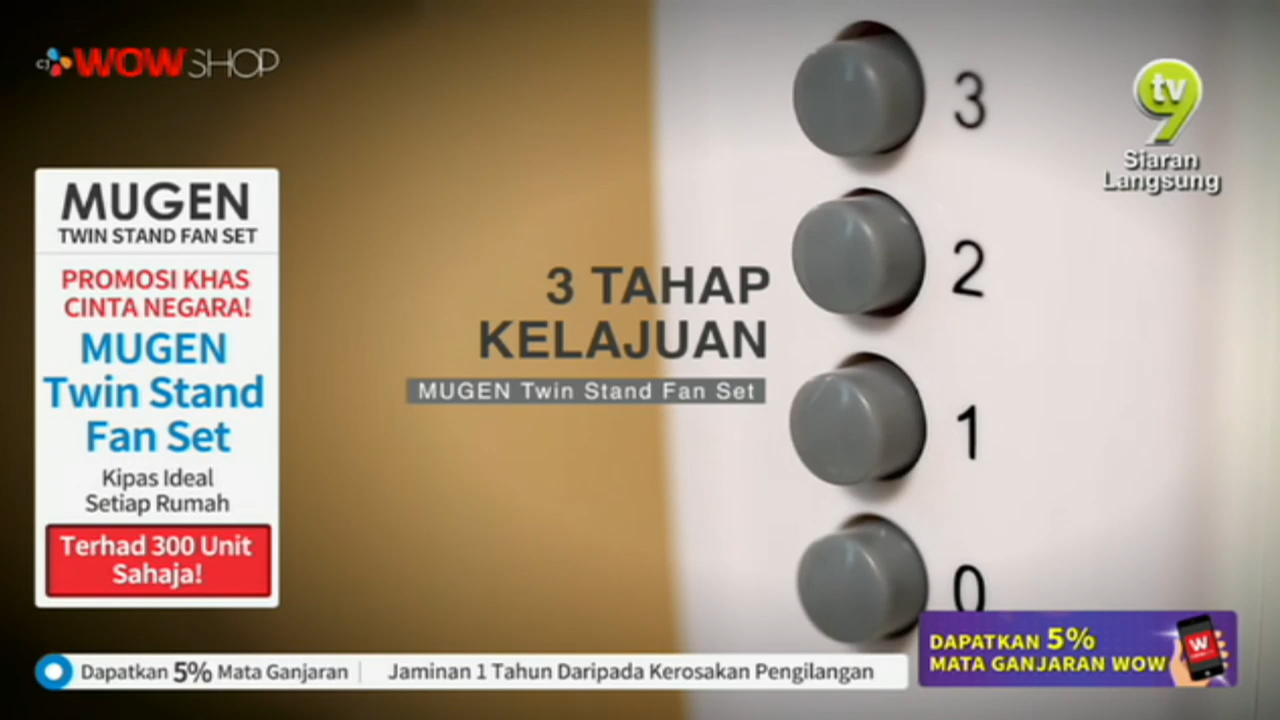 CJ WOWSHOP
tv9
Siaran
Langsung
MUGEN
TWIN STAND FAN SET
PROMOSI KHAS
CINTA NEGARA!
MUGEN
Twin Stand
Fan Set
Kipas Ideal
Setiap Rumah
Terhad 300 Unit
Sahaja!
3 TAHAP
KELAJUAN
MUGEN Twin Stand Fan Set
3
2
1
0
DAPATKAN 5%
MATA GANJARAN WOW
W
Dapatkan 5% Mata Ganjaran | Jaminan 1 Tahun Daripada Kerosakan Pengilangan